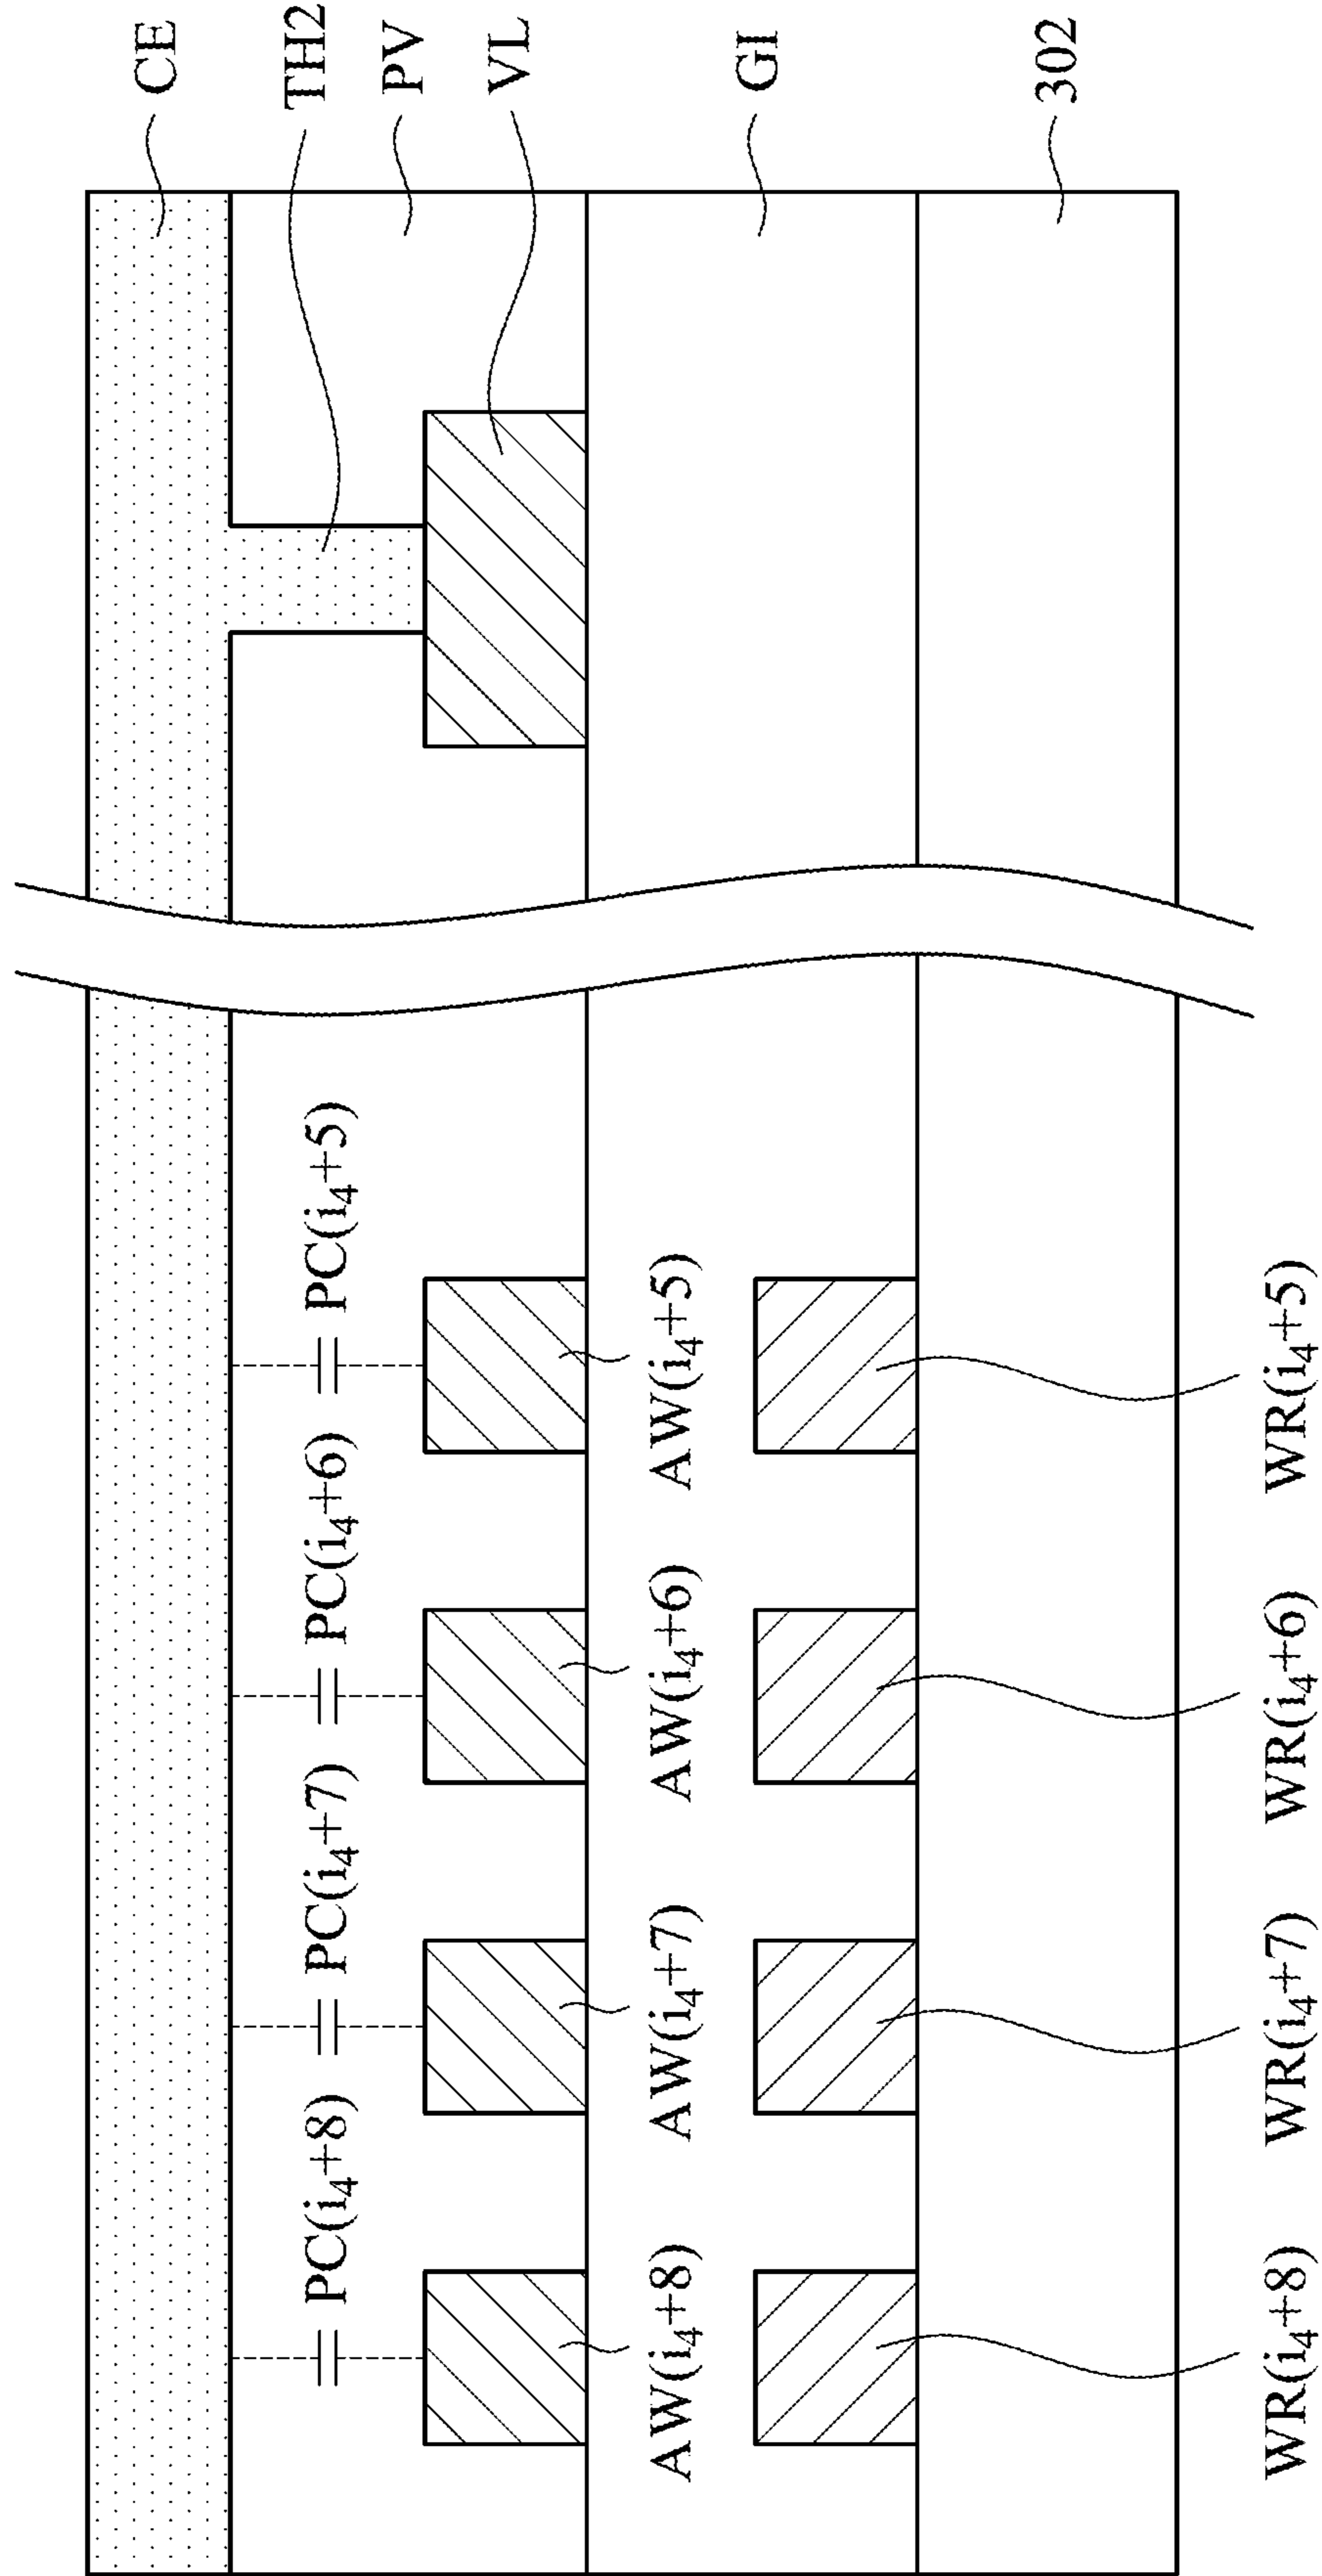 CE
TH2
PV
VL
GI
302
PC(i₄+8)
PC(i₄+7)
PC(i₄+6)
PC(i₄+5)
AW(i₄+8)
AW(i₄+7)
AW(i₄+6)
AW(i₄+5)
WR(i₄+8)
WR(i₄+7)
WR(i₄+6)
WR(i₄+5)